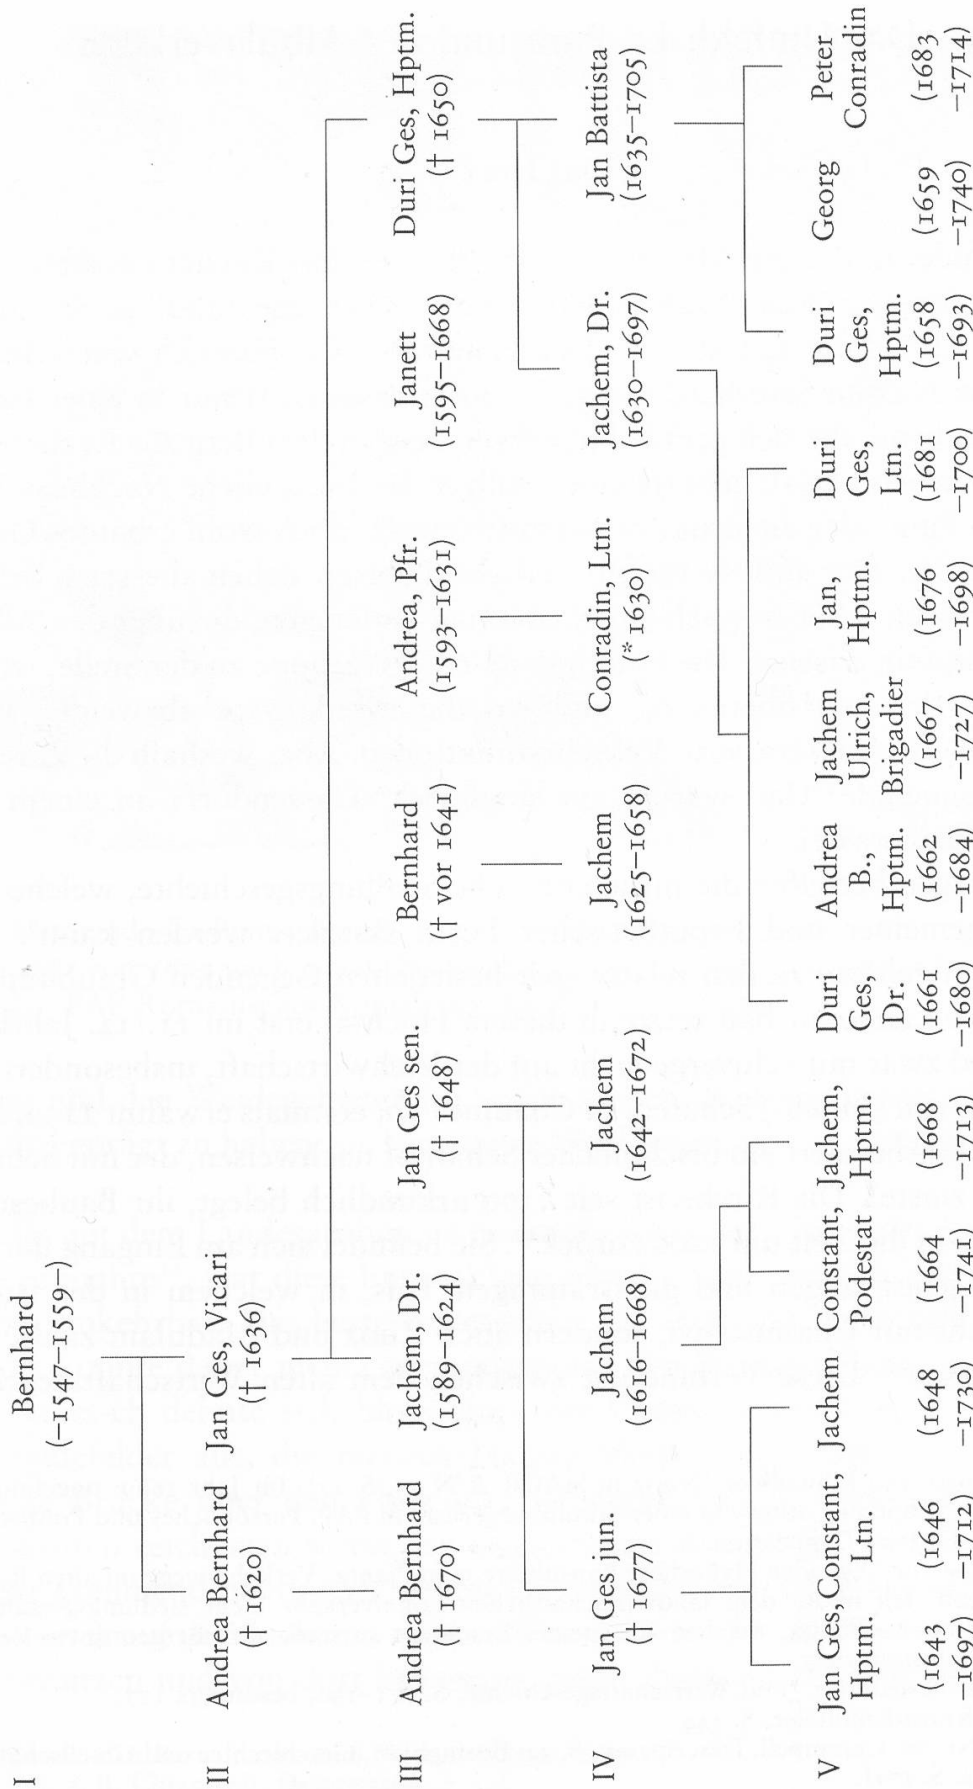 I
Bernhard
(–1547–1559–)
II
Andrea Bernhard
(† 1620)
Jan Ges, Vicari
(† 1636)
III
Andrea Bernhard
(† 1670)
Jachem, Dr.
(1589–1624)
Jan Ges sen.
(† 1648)
Bernhard
(† vor 1641)
Andrea, Pfr.
(1593–1631)
Janett
(1595–1668)
Duri Ges, Hptm.
(† 1650)
IV
Jan Ges jun.
(† 1677)
Jachem
(1616–1668)
Jachem
(1642–1672)
Jachem
(1625–1658)
Conradin, Ltn.
(* 1630)
Jachem, Dr.
(1630–1697)
Jan Battista
(1635–1705)
V
Jan Ges,
Hptm.
(1643
–1697)
Constant,
Ltn.
(1646
–1712)
Jachem
(1648
–1730)
Constant,
Podestat
(1664
–1741)
Jachem,
Hptm.
(1668
–1713)
Duri
Ges,
Dr.
(1661
–1680)
Andrea
B.,
Hptm.
(1662
–1684)
Jachem
Ulrich,
Brigadier
(1667
–1727)
Jan,
Hptm.
(1676
–1698)
Duri
Ges,
Ltn.
(1681
–1700)
Duri
Ges,
Hptm.
(1658
–1693)
Georg
(1659
–1740)
Peter
Conradin
(1683
–1714)